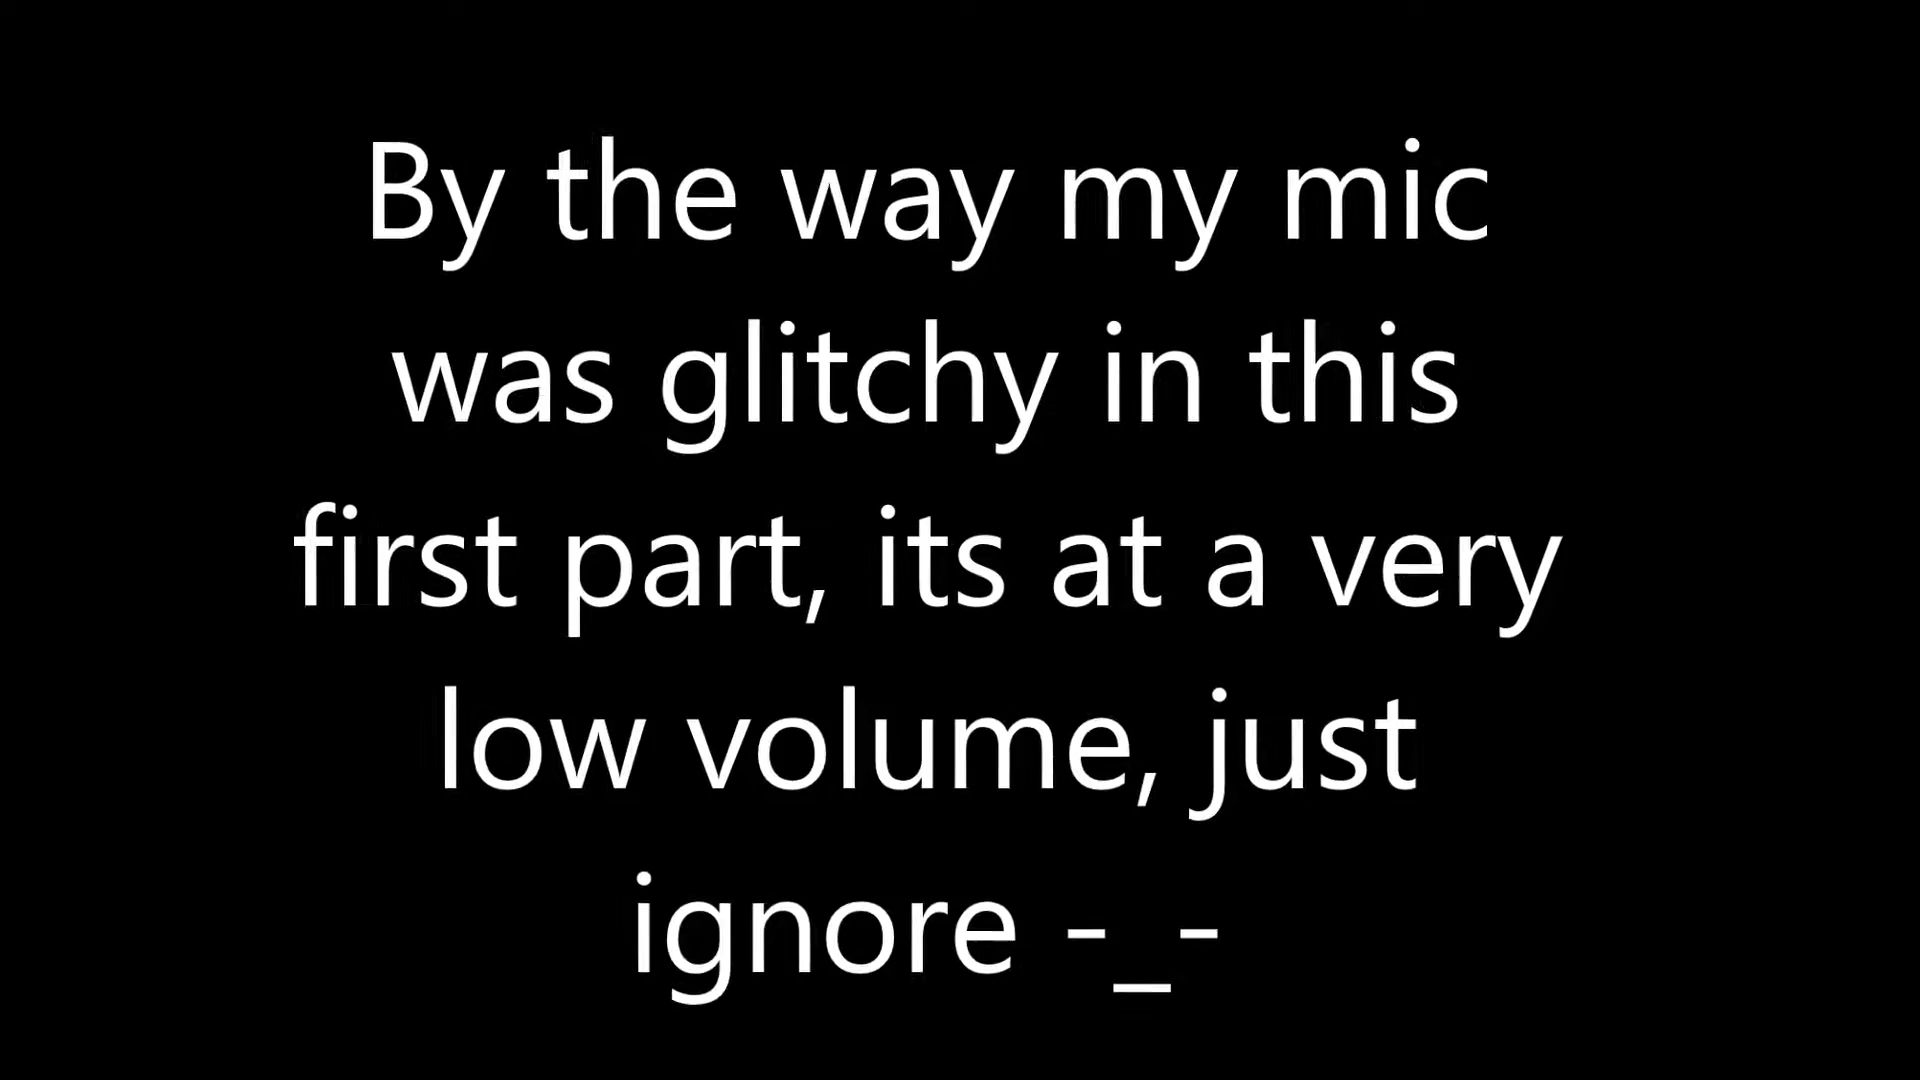 By the way my mic
was glitchy in this
first part, its at a very
low volume, just
ignore -_-